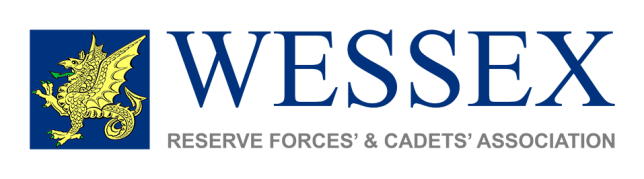 WESSEX
RESERVE FORCES’ & CADETS’ ASSOCIATION